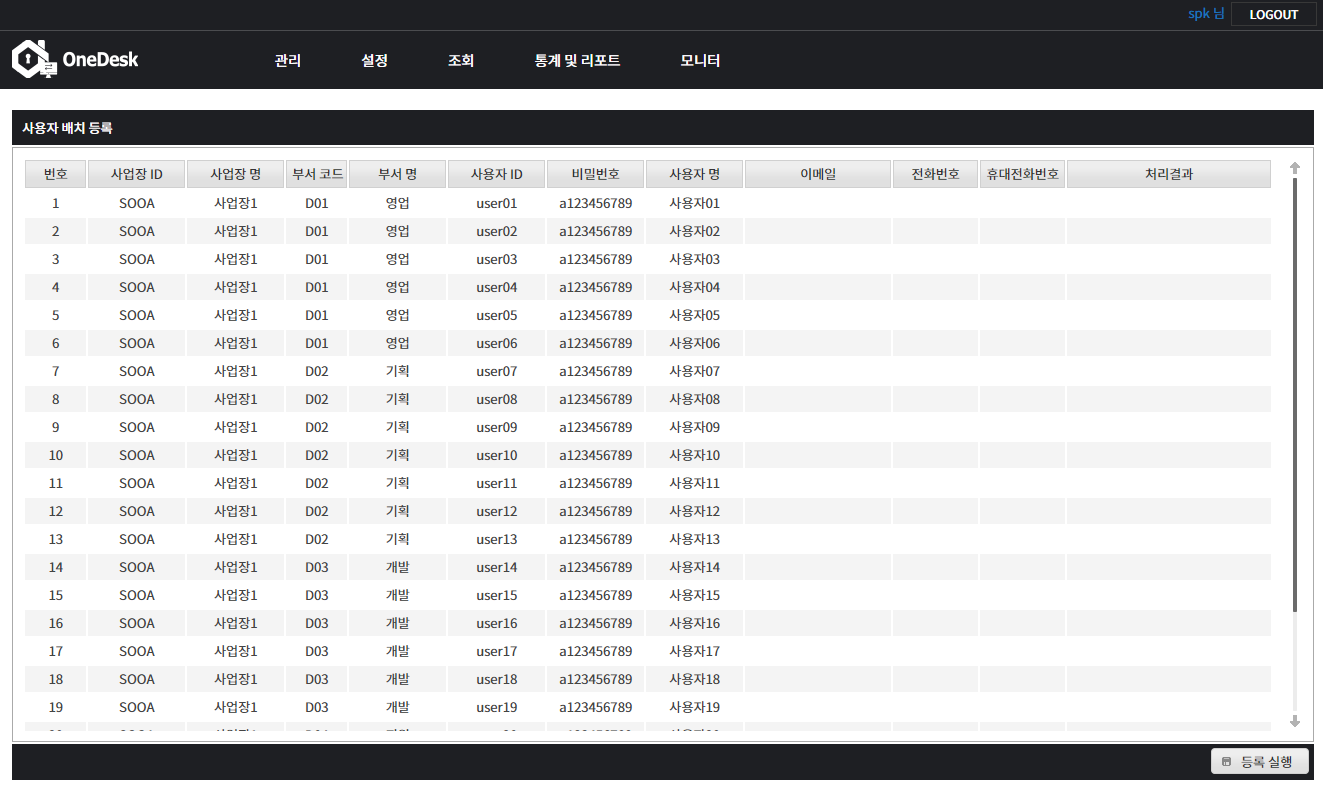 spk 님 LOGOUT
OneDesk 관리 설정 조회 통계 및 리포트 모니터
사용자 배치 등록
번호 사업장 ID 사업장 명 부서 코드 부서 명 사용자 ID 비밀번호 사용자 명 이메일 전화번호 휴대전화번호 처리결과
1 SOOA 사업장1 D01 영업 user01 a123456789 사용자01
2 SOOA 사업장1 D01 영업 user02 a123456789 사용자02
3 SOOA 사업장1 D01 영업 user03 a123456789 사용자03
4 SOOA 사업장1 D01 영업 user04 a123456789 사용자04
5 SOOA 사업장1 D01 영업 user05 a123456789 사용자05
6 SOOA 사업장1 D01 영업 user06 a123456789 사용자06
7 SOOA 사업장1 D02 기획 user07 a123456789 사용자07
8 SOOA 사업장1 D02 기획 user08 a123456789 사용자08
9 SOOA 사업장1 D02 기획 user09 a123456789 사용자09
10 SOOA 사업장1 D02 기획 user10 a123456789 사용자10
11 SOOA 사업장1 D02 기획 user11 a123456789 사용자11
12 SOOA 사업장1 D02 기획 user12 a123456789 사용자12
13 SOOA 사업장1 D02 기획 user13 a123456789 사용자13
14 SOOA 사업장1 D03 개발 user14 a123456789 사용자14
15 SOOA 사업장1 D03 개발 user15 a123456789 사용자15
16 SOOA 사업장1 D03 개발 user16 a123456789 사용자16
17 SOOA 사업장1 D03 개발 user17 a123456789 사용자17
18 SOOA 사업장1 D03 개발 user18 a123456789 사용자18
19 SOOA 사업장1 D03 개발 user19 a123456789 사용자19
등록 실행